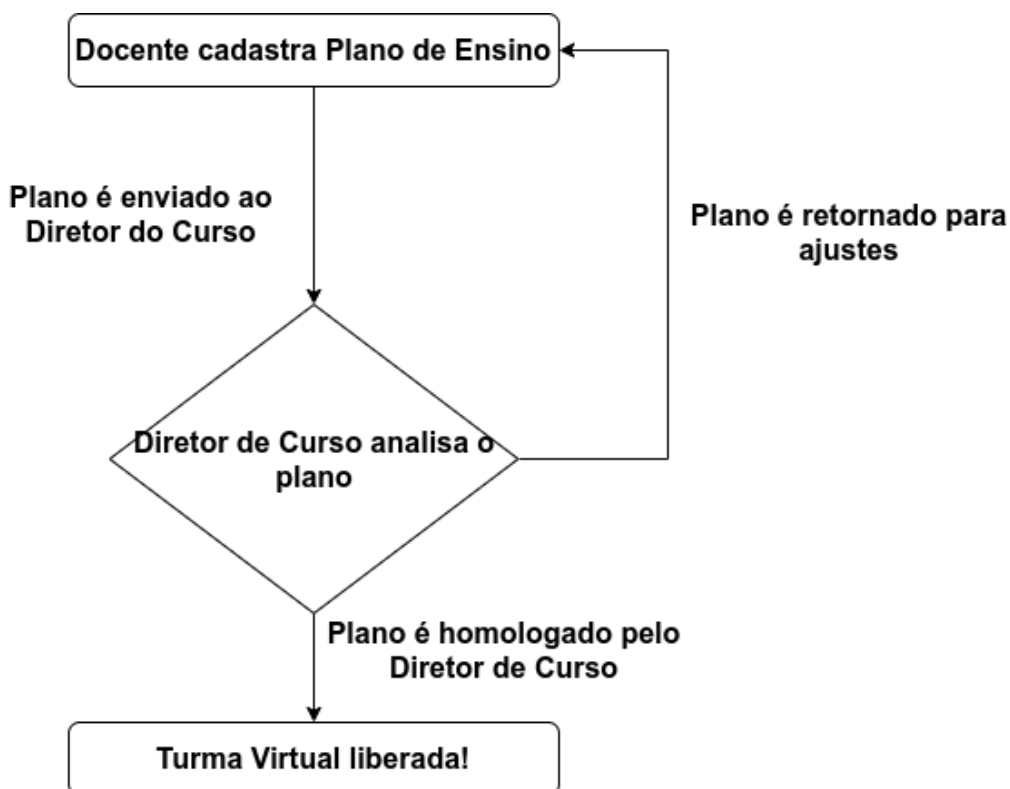 Docente cadastra Plano de Ensino
Plano é enviado ao
Diretor do Curso
Plano é retornado para
ajustes
Diretor de Curso analisa o
plano
Plano é homologado pelo
Diretor de Curso
Turma Virtual liberada!